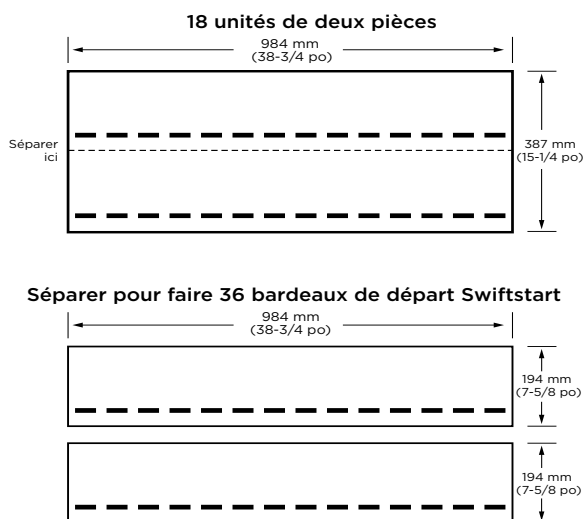 18 unités de deux pièces
984 mm
(38-3/4 po)
Séparer
ici
387 mm
(15-1/4 po)
Séparer pour faire 36 bardeaux de départ Swiftstart
984 mm
(38-3/4 po)
194 mm
(7-5/8 po)
194 mm
(7-5/8 po)